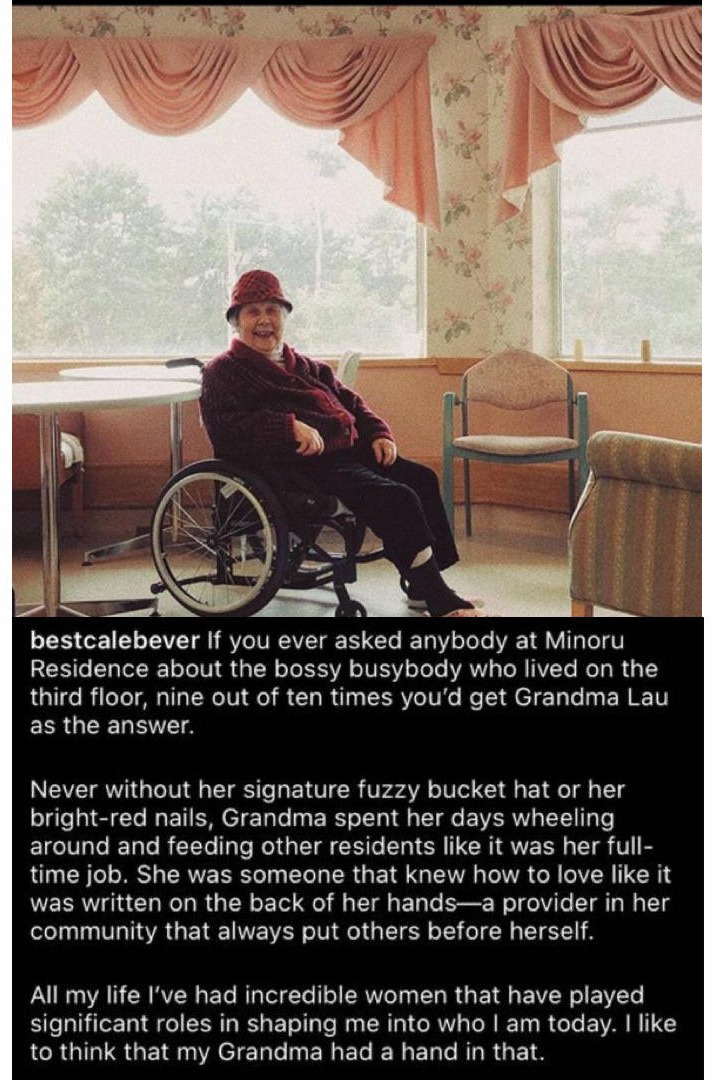 bestcalebever If you ever asked anybody at Minoru
Residence about the bossy busybody who lived on the
third floor, nine out of ten times you’d get Grandma Lau
as the answer.
Never without her signature fuzzy bucket hat or her
bright-red nails, Grandma spent her days wheeling
around and feeding other residents like it was her full-
time job. She was someone that knew how to love like it
was written on the back of her hands—a provider in her
community that always put others before herself.
All my life I’ve had incredible women that have played
significant roles in shaping me into who I am today. I like
to think that my Grandma had a hand in that.